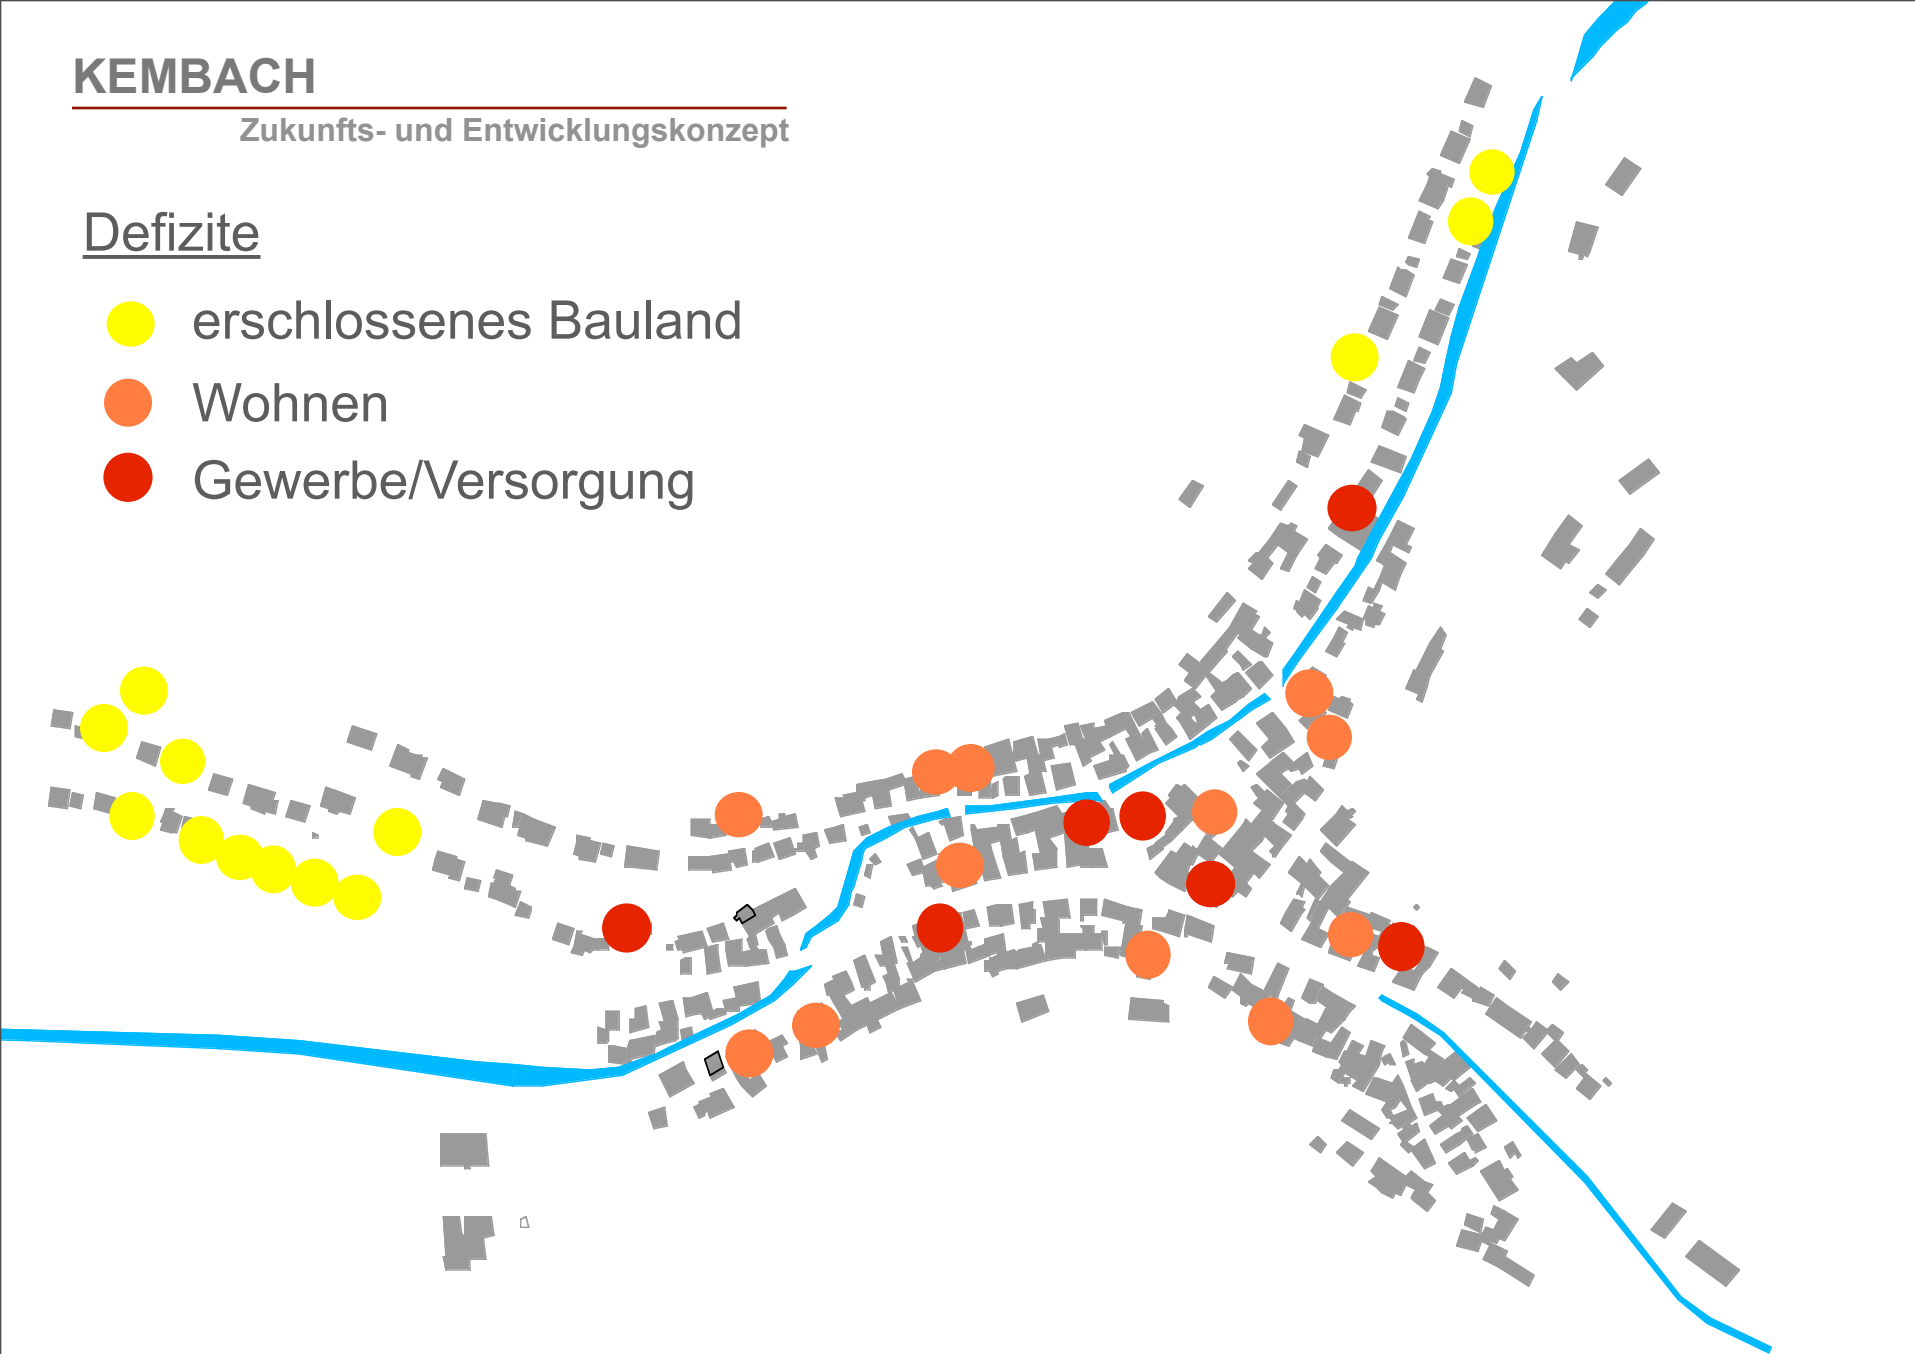 KEMBACH
Zukunfts- und Entwicklungskonzept
Defizite
erschlossenes Bauland
Wohnen
Gewerbe/Versorgung